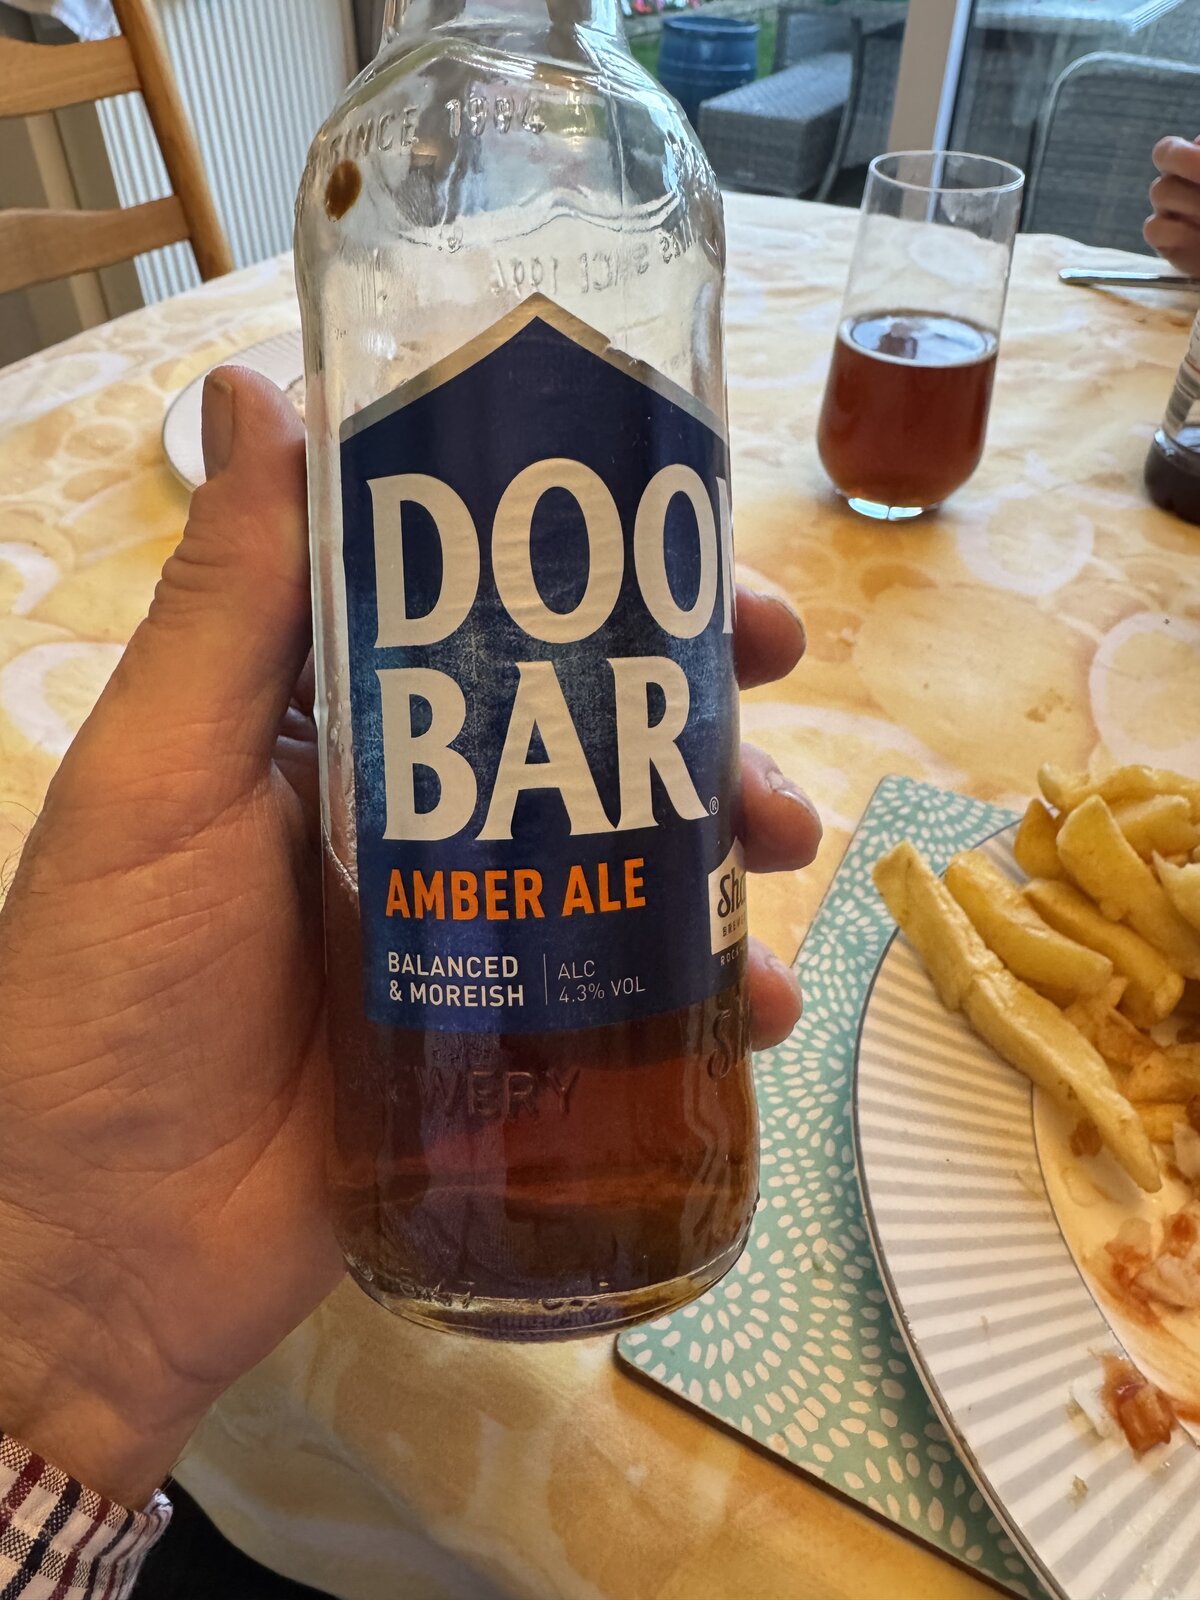 SINCE 1994
DOO
BAR®
AMBER ALE
BALANCED
& MOREISH
ALC
4.3% VOL